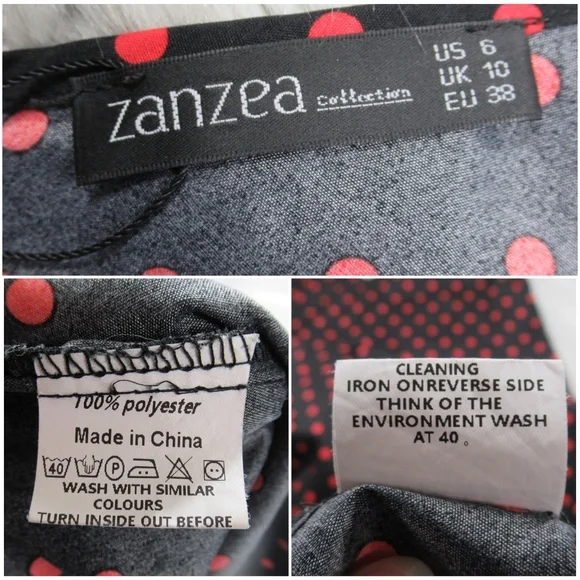 zanzea Collection
US 6
UK 10
EU 38
100% polyester
Made in China
40 P
WASH WITH SIMILAR
COLOURS
TURN INSIDE OUT BEFORE
CLEANING
IRON ONREVERSE SIDE
THINK OF THE
ENVIRONMENT WASH
AT 40 。